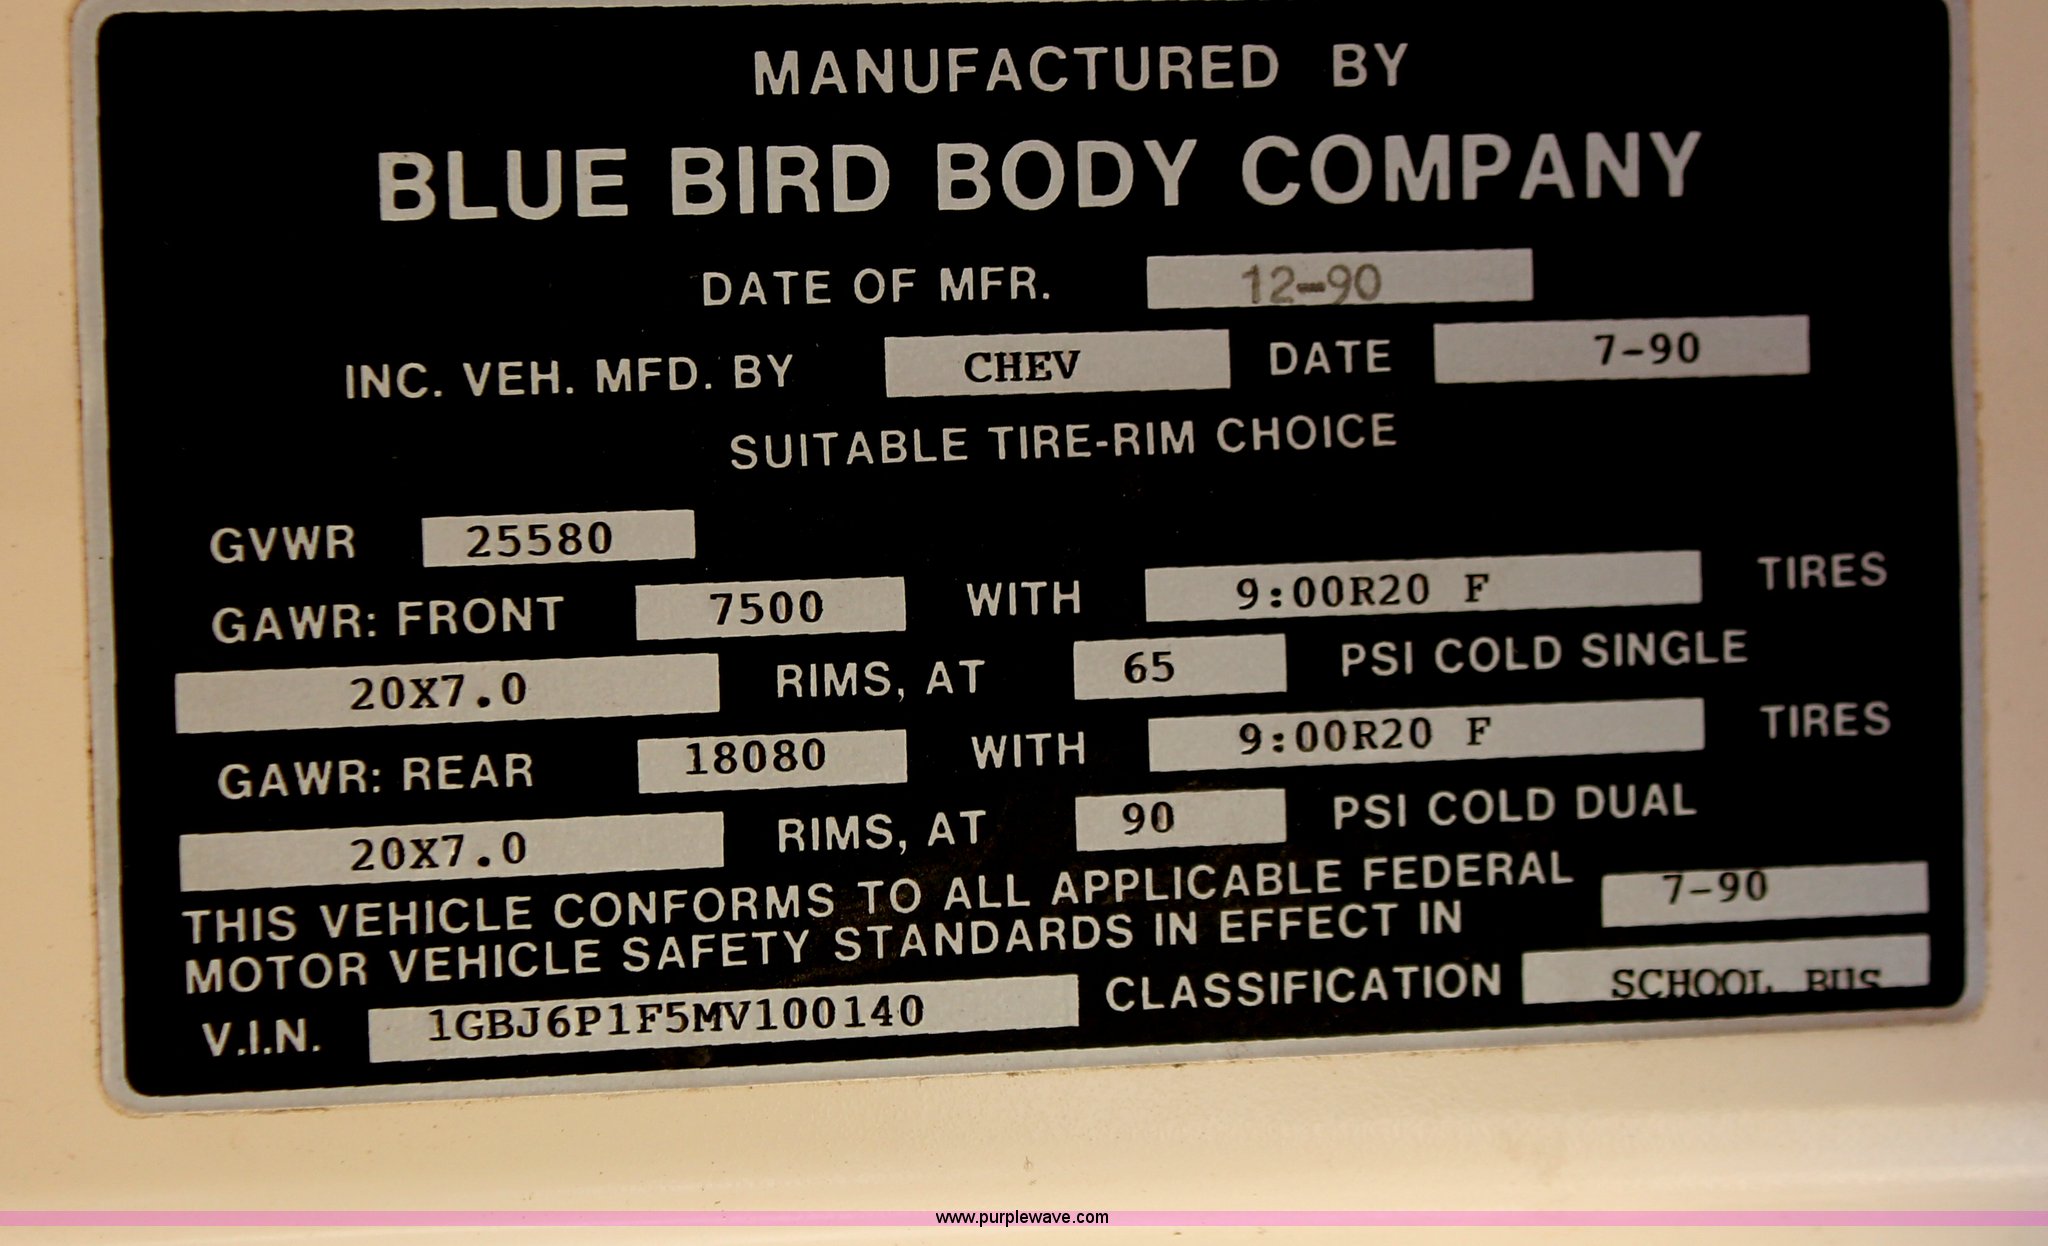 MANUFACTURED BY
BLUE BIRD BODY COMPANY
DATE OF MFR. 12-90
INC. VEH. MFD. BY CHEV DATE 7-90
SUITABLE TIRE-RIM CHOICE
GVWR 25580
GAWR: FRONT 7500 WITH 9:00R20 F TIRES
20X7.0 RIMS, AT 65 PSI COLD SINGLE
GAWR: REAR 18080 WITH 9:00R20 F TIRES
20X7.0 RIMS, AT 90 PSI COLD DUAL
THIS VEHICLE CONFORMS TO ALL APPLICABLE FEDERAL
MOTOR VEHICLE SAFETY STANDARDS IN EFFECT IN 7-90
V.I.N. 1GBJ6P1F5MV100140 CLASSIFICATION SCHOOL BUS
www.purplewave.com